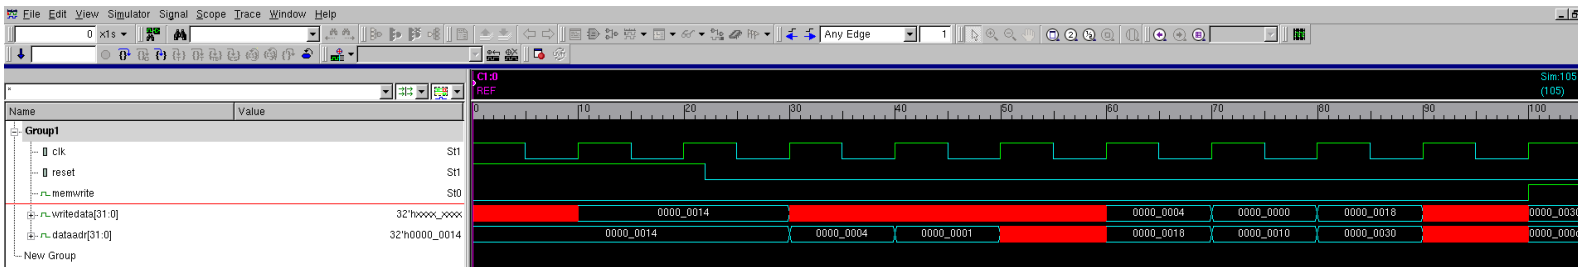 File Edit View Simulator Signal Scope Trace Window Help
0 x1s Any Edge 1
C1:0 Sim:105
REF (105)
*
Name Value 0 10 20 30 40 50 60 70 80 90 100
Group1
clk St1
reset St1
memwrite St0
writedata[31:0] 32'hxxxx_xxxx 0000_0014 0000_0004 0000_0000 0000_0018 0000_0030
dataadr[31:0] 32'h0000_0014 0000_0014 0000_0004 0000_0001 0000_0018 0000_0010 0000_0030
New Group